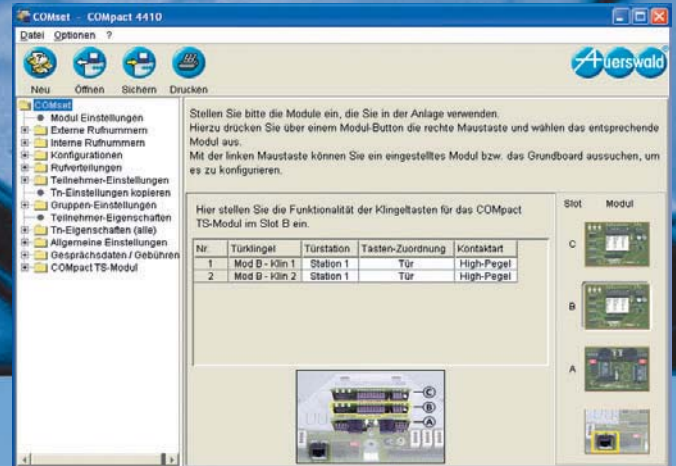 COMset - COMpact 4410
Datei Optionen ?
Neu Öffnen Sichern Drucken
Auerswald
COMset
Modul Einstellungen
Externe Rufnummern
Interne Rufnummern
Konfigurationen
Rufverteilungen
Teilnehmer-Einstellungen
Tn-Einstellungen kopieren
Gruppen-Einstellungen
Teilnehmer-Eigenschaften
Tn-Eigenschaften (alle)
Allgemeine Einstellungen
Gesprächsdaten / Gebühren
COMpact TS-Modul
Stellen Sie bitte die Module ein, die Sie in der Anlage verwenden.
Hierzu drücken Sie über einem Modul-Button die rechte Maustaste und wählen das entsprechende
Modul aus.
Mit der linken Maustaste können Sie ein eingestelltes Modul bzw. das Grundboard aussuchen, um
es zu konfigurieren.
Hier stellen Sie die Funktionalität der Klingeltasten für das COMpact
TS-Modul im Slot B ein.
Nr. Türklingel Türstation Tasten-Zuordnung Kontaktart
1 Mod B - Klin 1 Station 1 Tür High-Pegel
2 Mod B - Klin 2 Station 1 Tür High-Pegel
Slot Modul
C
B
A
C
B
A